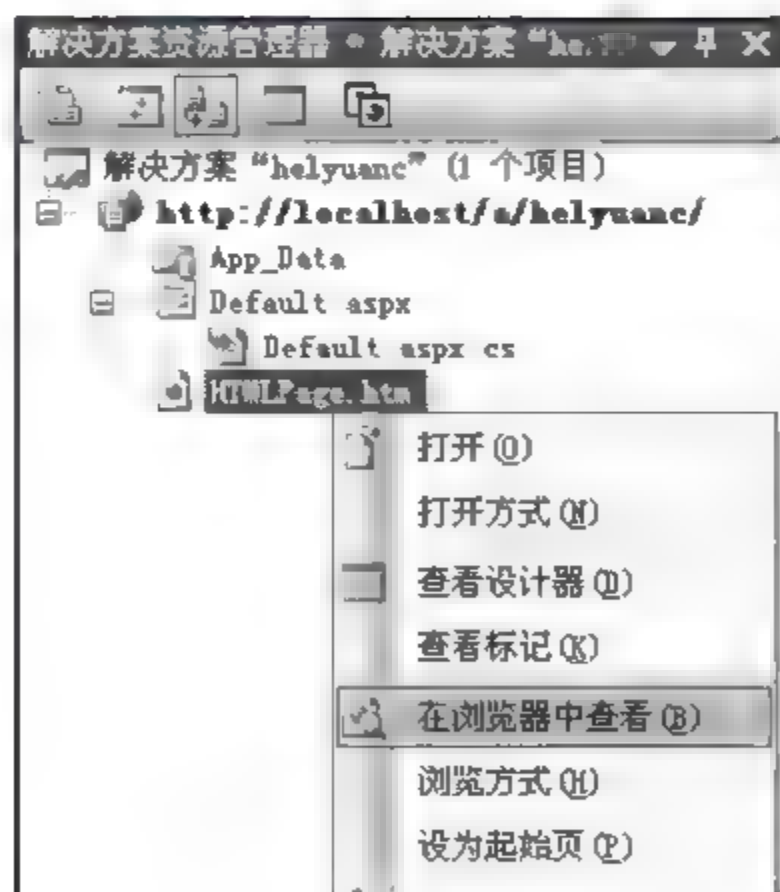 解决方案资源管理器 - 解决方案 “he
解决方案 “helyuanc” (1 个项目)
http://localhost/a/helyuanc/
App_Data
Default aspx
Default aspx cs
HTMLPage.htm
打开(O)
打开方式(N)
查看设计器(D)
查看标记(K)
在浏览器中查看(B)
浏览方式(H)
设为起始页(P)